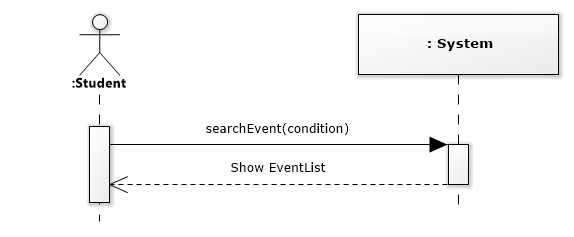 : System
:Student
searchEvent(condition)
Show EventList